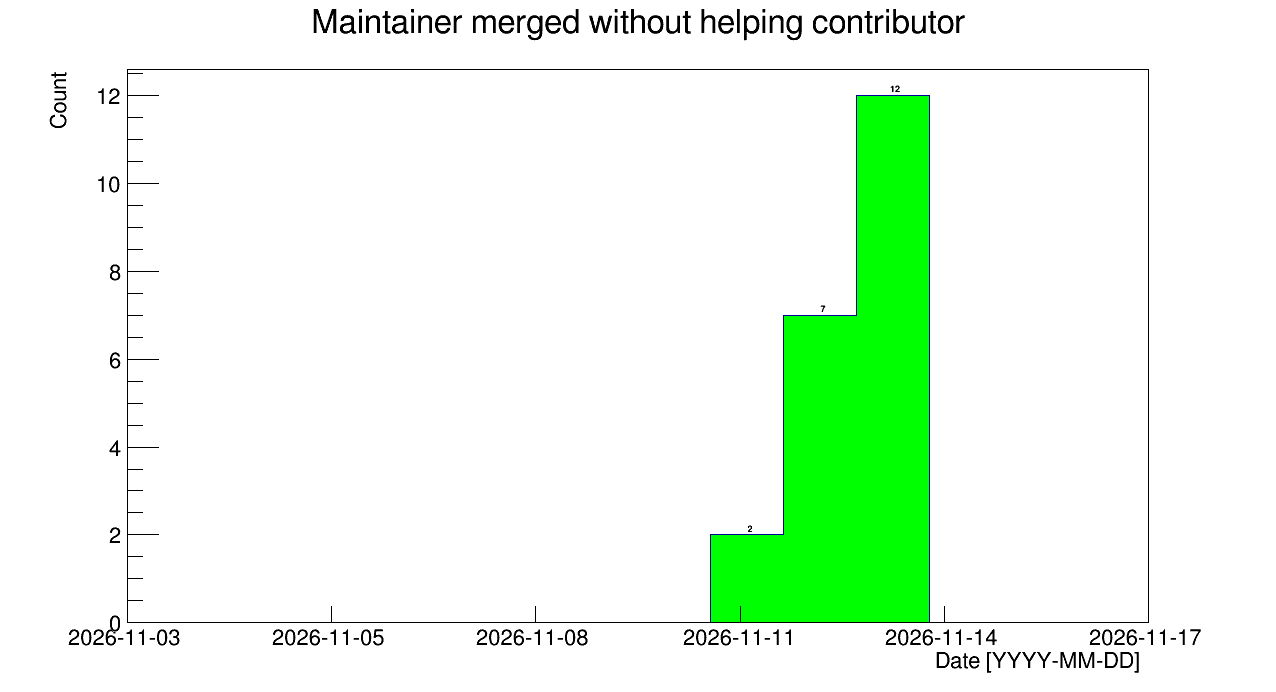 Maintainer merged without helping contributor
Count
12
10
8
6
4
2
0
12
7
2
2026-11-03 2026-11-05 2026-11-08 2026-11-11 2026-11-14 2026-11-17
Date [YYYY-MM-DD]